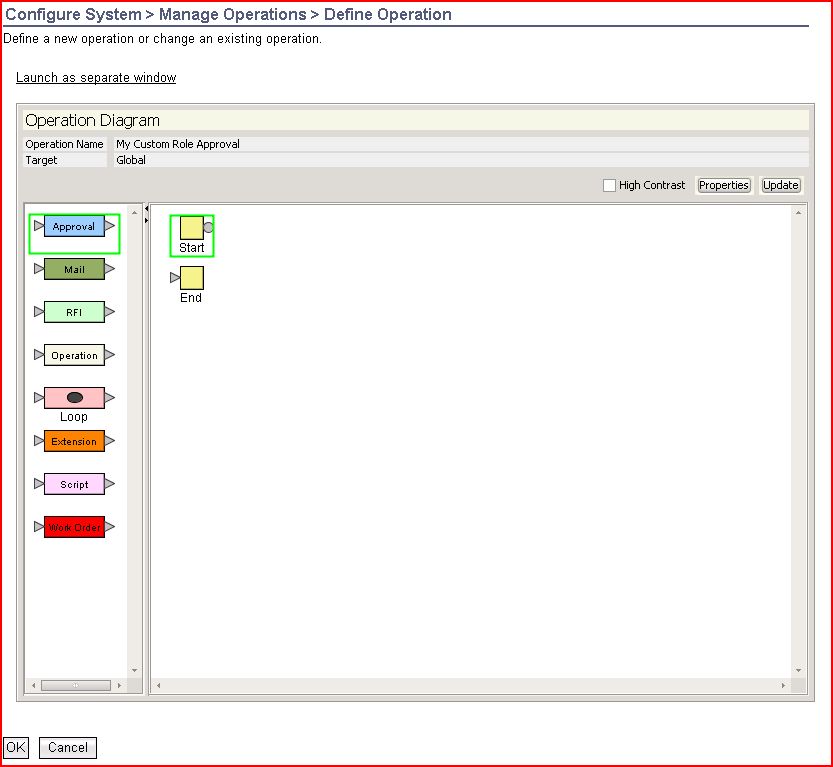 Configure System > Manage Operations > Define Operation
Define a new operation or change an existing operation.
Launch as separate window
Operation Diagram
Operation Name My Custom Role Approval
Target Global
High Contrast Properties Update
Approval
Mail
RFI
Operation
Loop
Extension
Script
Work Order
Start
End
OK Cancel